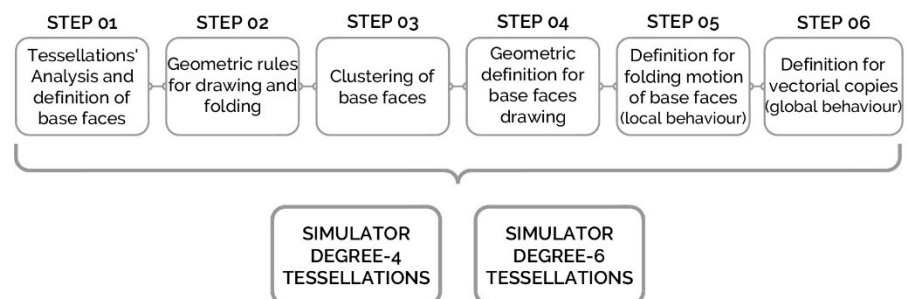 STEP 01
Tessellations'
Analysis and
definition of
base faces
STEP 02
Geometric rules
for drawing and
folding
STEP 03
Clustering of
base faces
STEP 04
Geometric
definition for
base faces
drawing
STEP 05
Definition for
folding motion
of base faces
(local behaviour)
STEP 06
Definition for
vectorial copies
(global behaviour)
SIMULATOR
DEGREE-4
TESSELLATIONS
SIMULATOR
DEGREE-6
TESSELLATIONS